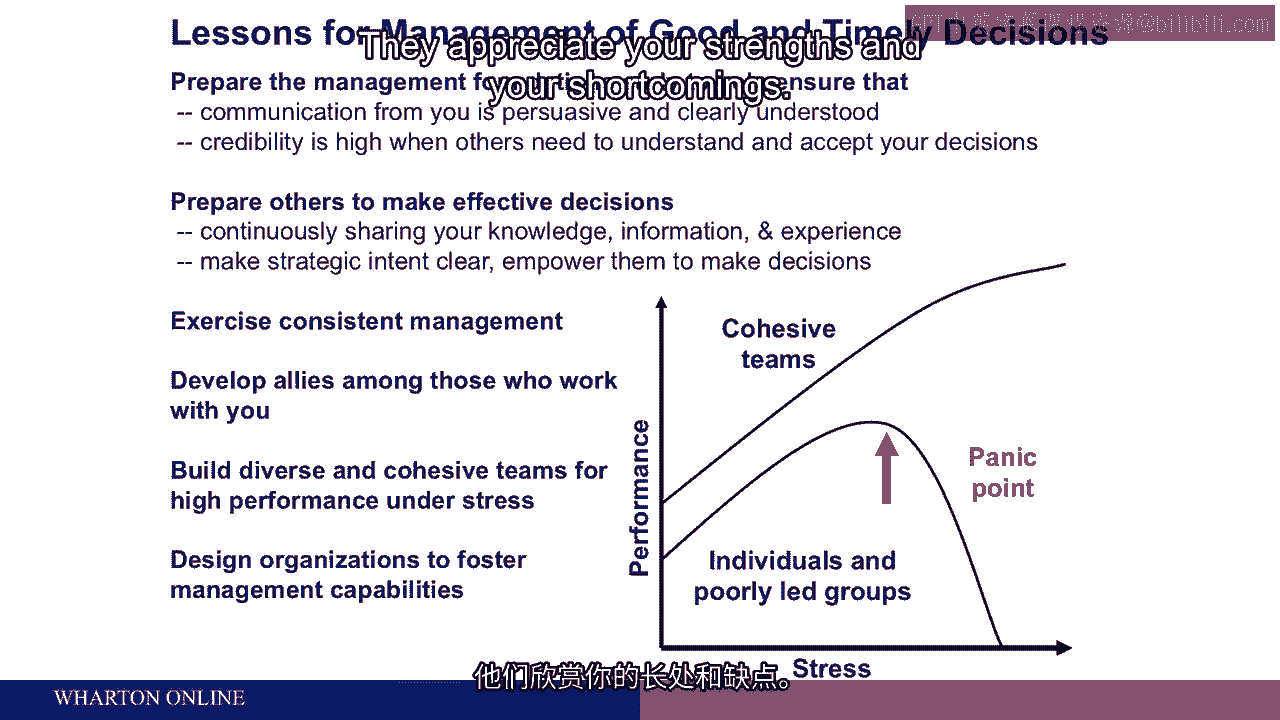 Lessons for Management of Good and Timely Decisions
They appreciate your strengths and
your shortcomings.
Prepare the management ensure that
-- communication from you is persuasive and clearly understood
-- credibility is high when others need to understand and accept your decisions
Prepare others to make effective decisions
-- continuously sharing your knowledge, information, & experience
-- make strategic intent clear, empower them to make decisions
Exercise consistent management
Develop allies among those who work
with you
Build diverse and cohesive teams for
high performance under stress
Design organizations to foster
management capabilities
Cohesive
teams
Performance
Panic
point
Individuals and
poorly led groups
Stress
他们欣赏你的长处和缺点。
WHARTON ONLINE
@bilibili.com